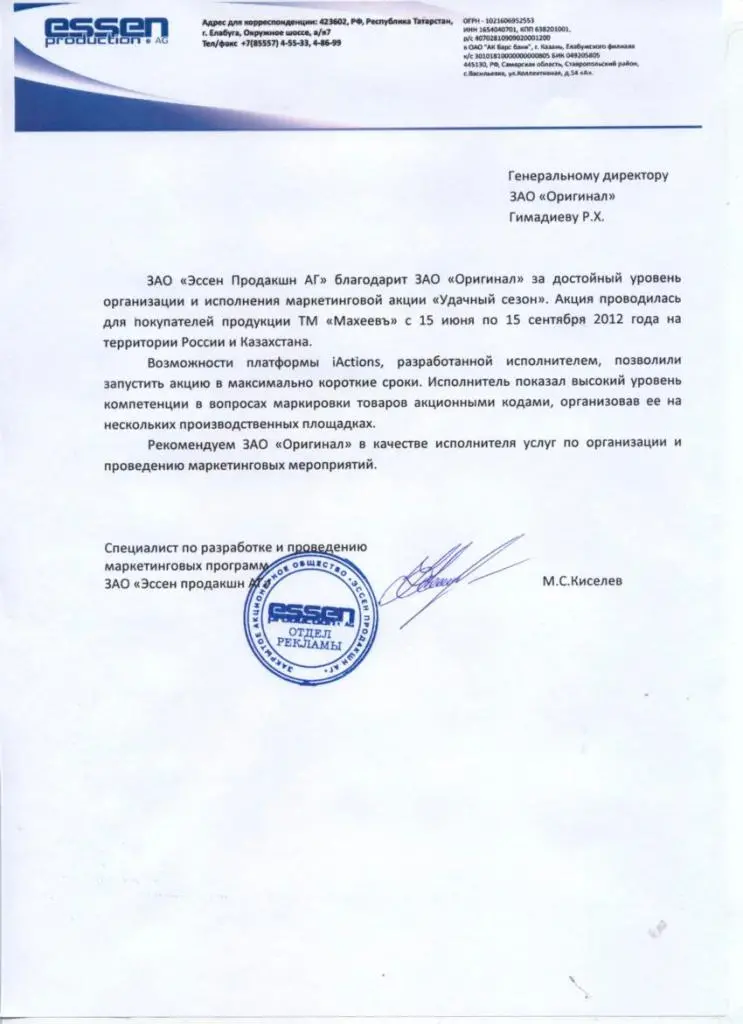 essen
production • AG
Адрес для корреспонденции: 423602, РФ, Республика Татарстан,
г. Елабуга, Окружное шоссе, а/я7
Тел/факс +7(85557) 4-55-33, 4-86-99
ОГРН - 1021606952553
ИНН 1654040701, КПП 638201001,
р/с 40702810909020001200
в ОАО "АК Барс банк", г. Казань, Елабужского филиала
к/с 30101810000000000805 БИК 049205805
445130, РФ, Самарская область, Ставропольский район,
с.Васильевка, ул.Коллективная, д.54 «А».
Генеральному директору
ЗАО «Оригинал»
Гимадиеву Р.Х.
ЗАО «Эссен Продакшн АГ» благодарит ЗАО «Оригинал» за достойный уровень
организации и исполнения маркетинговой акции «Удачный сезон». Акция проводилась
для покупателей продукции ТМ «Махеевъ» с 15 июня по 15 сентября 2012 года на
территории России и Казахстана.
Возможности платформы iActions, разработанной исполнителем, позволили
запустить акцию в максимально короткие сроки. Исполнитель показал высокий уровень
компетенции в вопросах маркировки товаров акционными кодами, организовав ее на
нескольких производственных площадках.
Рекомендуем ЗАО «Оригинал» в качестве исполнителя услуг по организации и
проведению маркетинговых мероприятий.
Специалист по разработке и проведению
маркетинговых программ
ЗАО «Эссен продакшн АГ»
М.С.Киселев
ЗАКРЫТОЕ АКЦИОНЕРНОЕ ОБЩЕСТВО • ЭССЕН ПРОДАКШН АГ •
essen
production AG
ОТДЕЛ
РЕКЛАМЫ